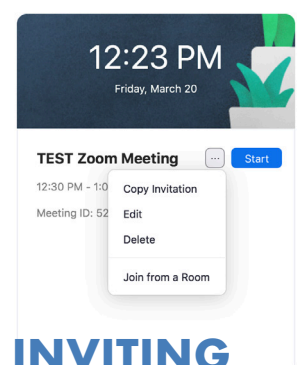 12:23 PM
Friday, March 20
TEST Zoom Meeting ... Start
12:30 PM - 1:0
Copy Invitation
Meeting ID: 52
Edit
Delete
Join from a Room
INVITING